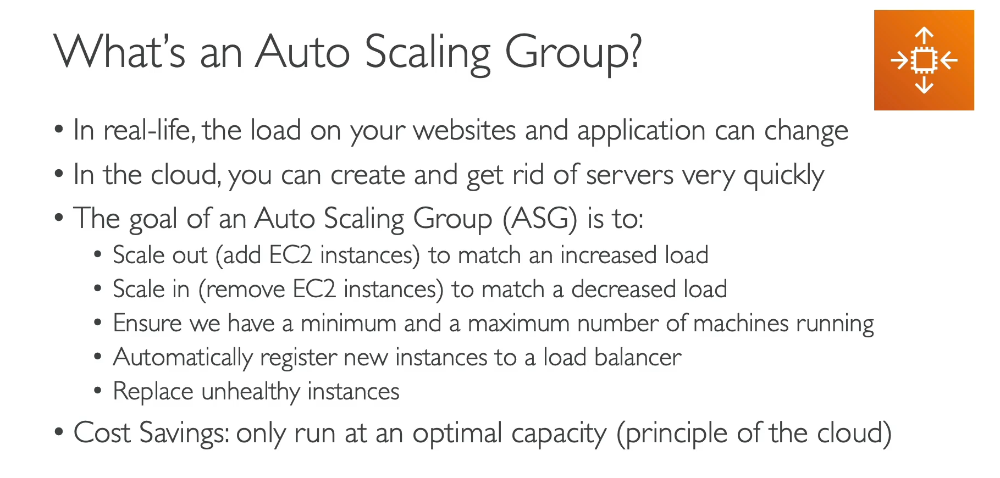 What's an Auto Scaling Group?
• In real-life, the load on your websites and application can change
• In the cloud, you can create and get rid of servers very quickly
• The goal of an Auto Scaling Group (ASG) is to:
• Scale out (add EC2 instances) to match an increased load
• Scale in (remove EC2 instances) to match a decreased load
• Ensure we have a minimum and a maximum number of machines running
• Automatically register new instances to a load balancer
• Replace unhealthy instances
• Cost Savings: only run at an optimal capacity (principle of the cloud)